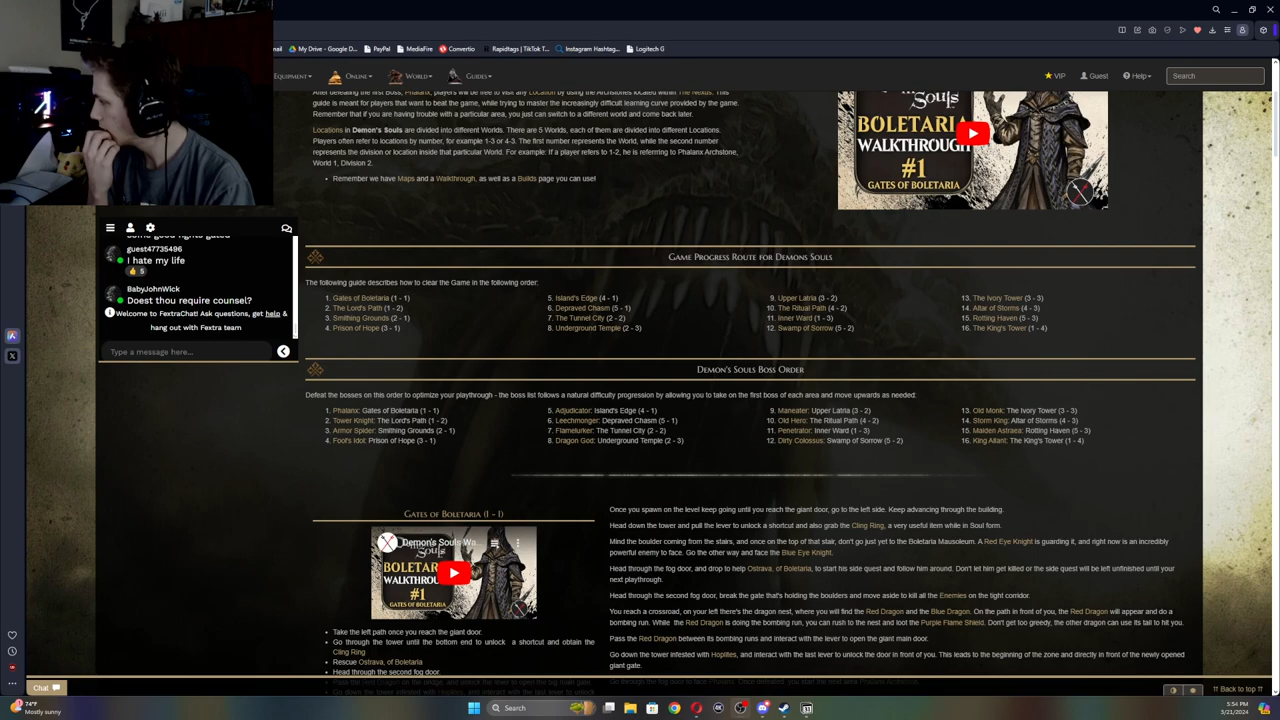 My Drive - Google D...
PayPal
MediaFire
Convertio
Rapidtags | TikTok T...
Instagram Hashtag...
Logitech G
Equipment
Online
World
Guides
VIP
Guest
Help
Search
After defeating the first Boss, Phalanx, players will be free to visit any Location by using the Archstones located within The Nexus. This
guide is meant for players that want to beat the game, while trying to master the increasingly difficult learning curve provided by the game.
Remember that if you are having trouble with a particular area, you just can switch to a different world and come back later.
Locations in Demon's Souls are divided into different Worlds. There are 5 Worlds, each of them are divided into different Locations.
Players often refer to locations by number, for example 1-3 or 4-3. The first number represents the World, while the second number
represents the division or location inside that particular World. For example: If a player refers to 1-2, he is referring to Phalanx Archstone,
World 1, Division 2.
• Remember we have Maps and a Walkthrough, as well as a Builds page you can use!
Souls
BOLETARIA
WALKTHROUGH
#1
GATES OF BOLETARIA
guest47735496
I hate my life
👍 5
BabyJohnWick
Doest thou require counsel?
Welcome to FextraChat! Ask questions, get help &
hang out with Fextra team
Type a message here...
Game Progress Route for Demons Souls
The following guide describes how to clear the Game in the following order:
1. Gates of Boletaria (1 - 1)
2. The Lord's Path (1 - 2)
3. Smithing Grounds (2 - 1)
4. Prison of Hope (3 - 1)
5. Island's Edge (4 - 1)
6. Depraved Chasm (5 - 1)
7. The Tunnel City (2 - 2)
8. Underground Temple (2 - 3)
9. Upper Latria (3 - 2)
10. The Ritual Path (4 - 2)
11. Inner Ward (1 - 3)
12. Swamp of Sorrow (5 - 2)
13. The Ivory Tower (3 - 3)
14. Altar of Storms (4 - 3)
15. Rotting Haven (5 - 3)
16. The King's Tower (1 - 4)
Demon's Souls Boss Order
Defeat the bosses on this order to optimize your playthrough - the boss list follows a natural difficulty progression by allowing you to take on the first boss of each area and move upwards as needed:
1. Phalanx: Gates of Boletaria (1 - 1)
2. Tower Knight: The Lord's Path (1 - 2)
3. Armor Spider: Smithing Grounds (2 - 1)
4. Fool's Idol: Prison of Hope (3 - 1)
5. Adjudicator: Island's Edge (4 - 1)
6. Leechmonger: Depraved Chasm (5 - 1)
7. Flamelurker: The Tunnel City (2 - 2)
8. Dragon God: Underground Temple (2 - 3)
9. Maneater: Upper Latria (3 - 2)
10. Old Hero: The Ritual Path (4 - 2)
11. Penetrator: Inner Ward (1 - 3)
12. Dirty Colossus: Swamp of Sorrow (5 - 2)
13. Old Monk: The Ivory Tower (3 - 3)
14. Storm King: Altar of Storms (4 - 3)
15. Maiden Astraea: Rotting Haven (5 - 3)
16. King Allant: The King's Tower (1 - 4)
Gates of Boletaria (1 - 1)
Demon's Souls Wa...
Souls
BOLETARIA
WALKTHROUGH
#1
GATES OF BOLETARIA
• Take the left path once you reach the giant door.
• Go through the tower until the bottom end to unlock a shortcut and obtain the
Cling Ring
• Rescue Ostrava, of Boletaria
• Head through the second fog door.
Once you spawn on the level keep going until you reach the giant door, go to the left side. Keep advancing through the building.
Head down the tower and pull the lever to unlock a shortcut and also grab the Cling Ring, a very useful item while in Soul form.
Mind the boulder coming from the stairs, and once on the top of that stair, don't go just yet to the Boletaria Mausoleum. A Red Eye Knight is guarding it, and right now is an incredibly
powerful enemy to face. Go the other way and face the Blue Eye Knight.
Head through the fog door, and drop to help Ostrava, of Boletaria, to start his side quest and follow him around. Don't let him get killed or the side quest will be left unfinished until your
next playthrough.
Head through the second fog door, break the gate that's holding the boulders and move aside to kill all the Enemies on the tight corridor.
You reach a crossroad, on your left there's the dragon nest, where you will find the Red Dragon and the Blue Dragon. On the path in front of you, the Red Dragon will appear and do a
bombing run. While the Red Dragon is doing the bombing run, you can rush to the nest and loot the Purple Flame Shield. Don't get too greedy, the other dragon can use its tail to hit you!
Pass the Red Dragon between its bombing runs and interact with the lever to open the giant main door.
Go down the tower infested with Hoplites, and interact with the last lever to unlock the door in front of you. This leads to the beginning of the zone and directly in front of the newly opened
giant gate.
Chat
Back to top
74°F
Mostly sunny
Search
5:54 PM
3/21/2024